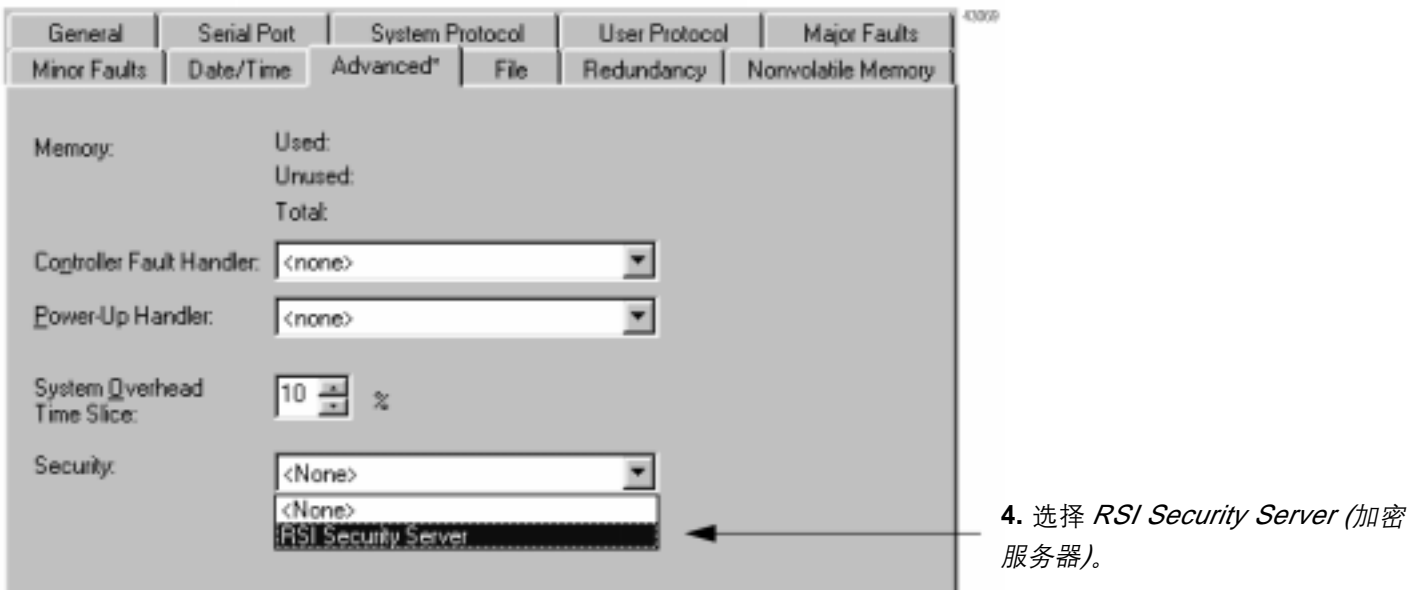 43069
General Serial Port System Protocol User Protocol Major Faults
Minor Faults Date/Time Advanced* File Redundancy Nonvolatile Memory
Memory:
Used:
Unused:
Total:
Controller Fault Handler: <none>
Power-Up Handler: <none>
System Overhead
Time Slice:
10 %
Security: <None>
<None>
RSI Security Server
4. 选择 RSI Security Server (加密
服务器)。